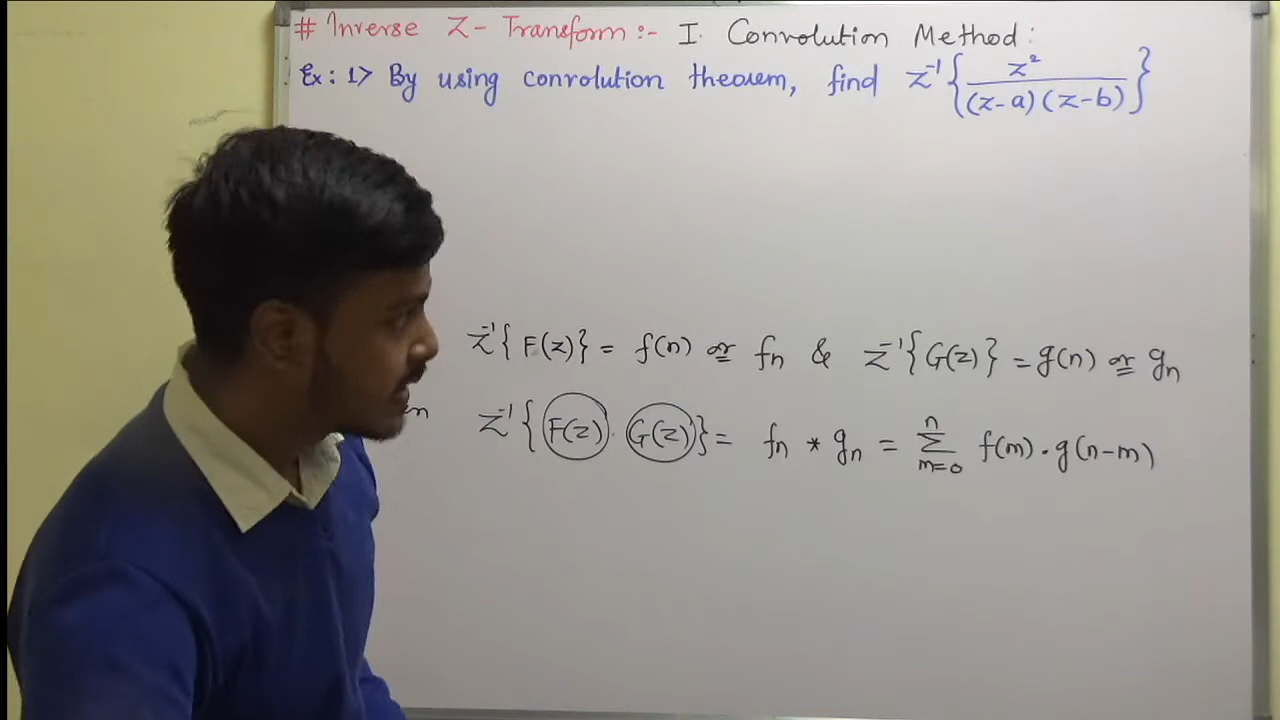 # Inverse Z- Transform :- I. Convolution Method :
Ex: 1> By using convolution theorem, find z⁻¹{z²/((z-a)(z-b))}
z⁻¹{F(z)} = f(n) or fn & z⁻¹{G(z)} = g(n) or gn
z⁻¹{F(z) · G(z)} = fn * gn = Σ_{m=0}^{n} f(m) · g(n-m)